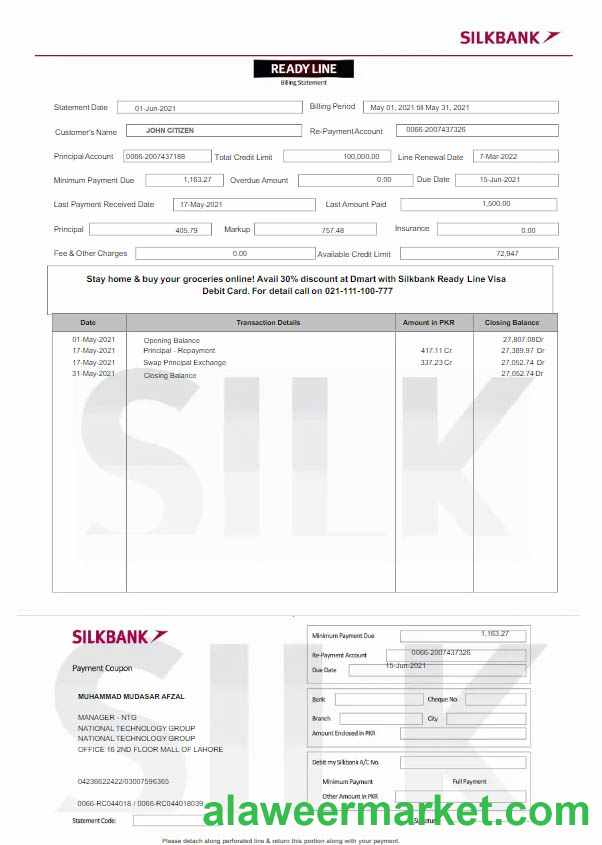 SILKBANK
READY LINE
Billing Statement
Statement Date 01-Jun-2021 Billing Period May 01, 2021 till May 31, 2021
Customer's Name JOHN CITIZEN Re-Payment Account 0066-2007437326
Principal Account 0066-2007437188 Total Credit Limit 100,000.00 Line Renewal Date 7-Mar-2022
Minimum Payment Due 1,163.27 Overdue Amount 0.00 Due Date 15-Jun-2021
Last Payment Received Date 17-May-2021 Last Amount Paid 1,500.00
Principal 405.79 Markup 757.48 Insurance 0.00
Fee & Other Charges 0.00 Available Credit Limit 72,947
Stay home & buy your groceries online! Avail 30% discount at Dmart with Silkbank Ready Line Visa
Debit Card. For detail call on 021-111-100-777
Date Transaction Details Amount in PKR Closing Balance
01-May-2021 Opening Balance 27,807.08Dr
17-May-2021 Principal - Repayment 417.11 Cr 27,389.97 Dr
17-May-2021 Swap Principal Exchange 337.23 Cr 27,052.74 Dr
31-May-2021 Closing Balance 27,052.74 Dr
SILK
SILKBANK
Payment Coupon
MUHAMMAD MUDASAR AFZAL
MANAGER - NTG
NATIONAL TECHNOLOGY GROUP
NATIONAL TECHNOLOGY GROUP
OFFICE 16 2ND FLOOR MALL OF LAHORE
04236622422/03007596365
0066-RC044018 / 0066-RC044018039
Statement Code:
Minimum Payment Due 1,163.27
Re-Payment Account 0066-2007437326
Due Date 15-Jun-2021
Bank Cheque No.
Branch City
Amount Enclosed in PKR
Debit my Silkbank A/C No.
Minimum Payment Full Payment
Other Amount in PKR
SILK
alaweermarket.com
Please detach along perforated line & return this portion along with your payment.